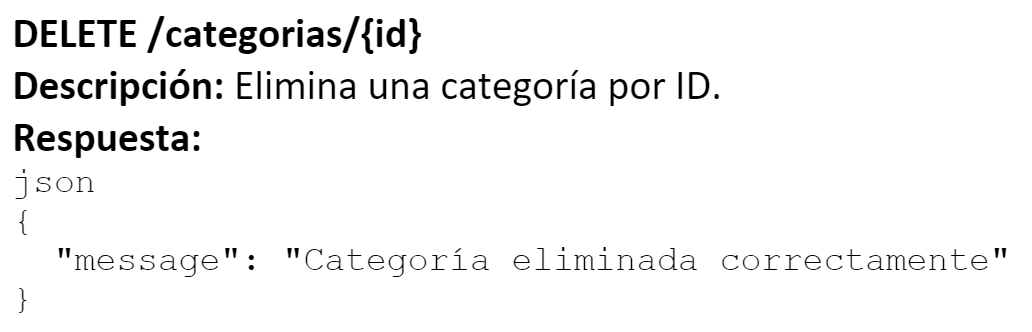 DELETE /categorias/{id}
Descripción: Elimina una categoría por ID.
Respuesta:
json
{
  "message": "Categoría eliminada correctamente"
}